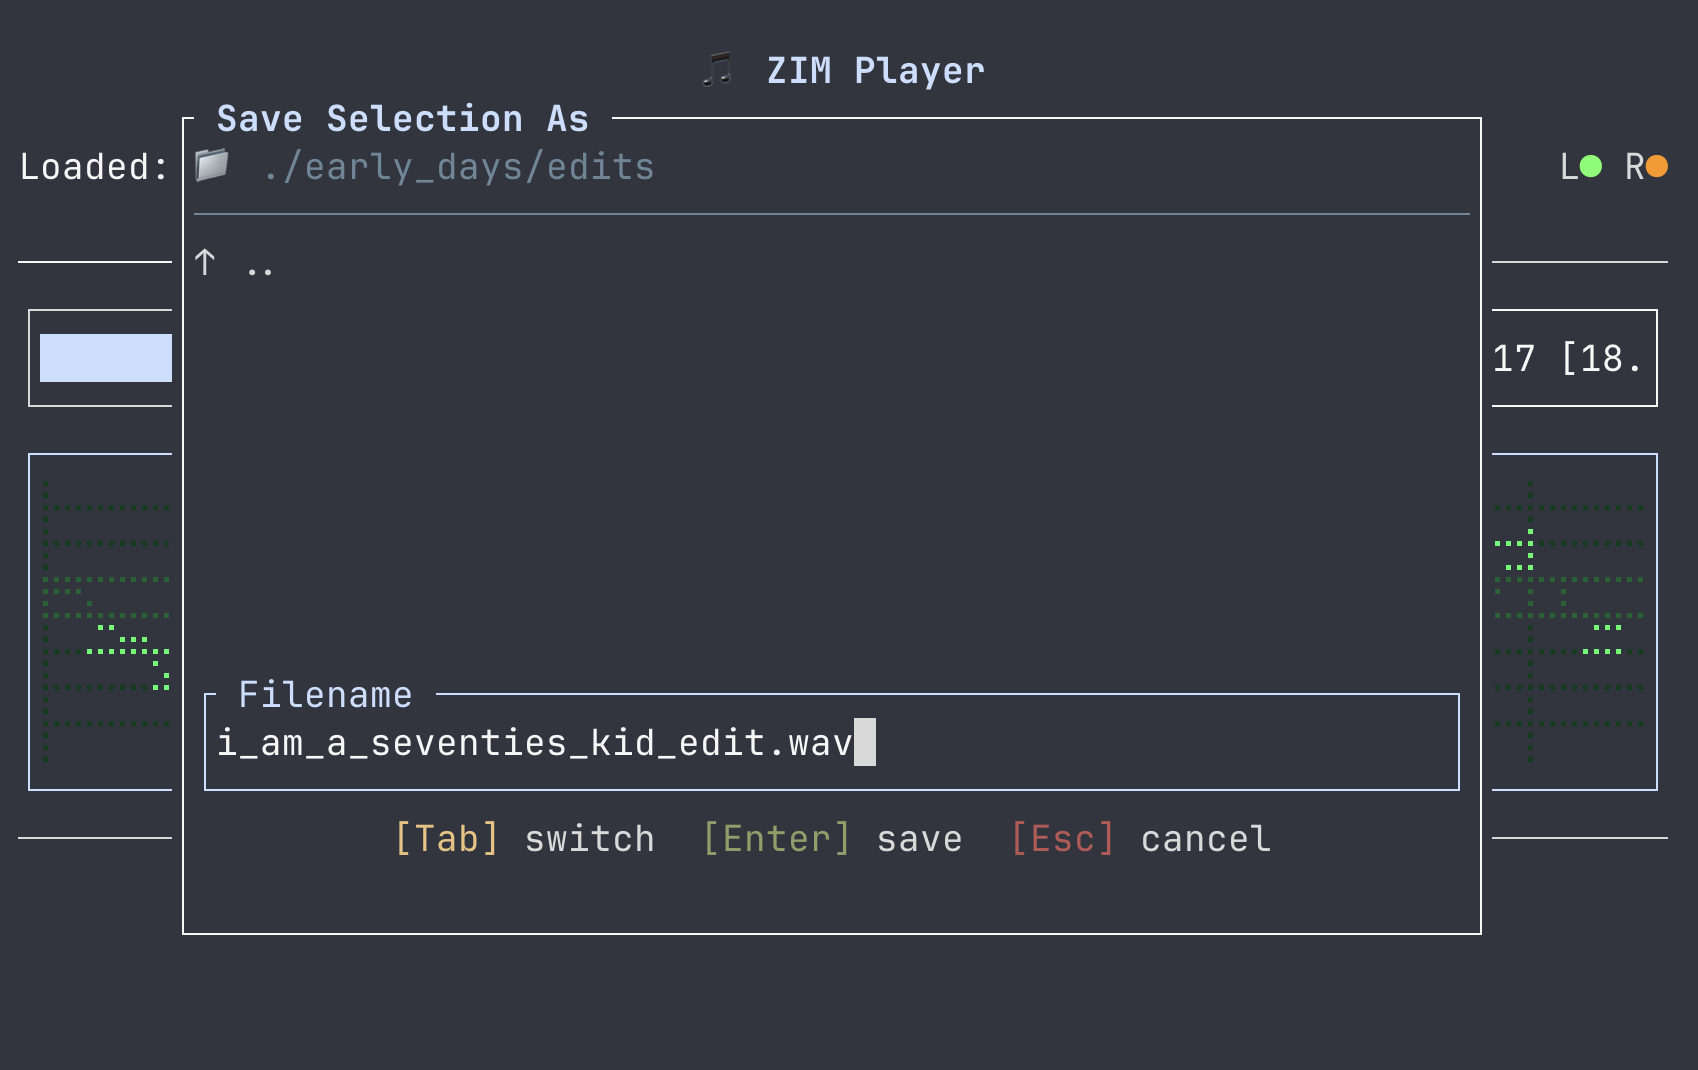 ZIM Player
Save Selection As
Loaded:
./early_days/edits
L R
↑ ..
17 [18.
Filename
i_am_a_seventies_kid_edit.wav
[Tab] switch [Enter] save [Esc] cancel